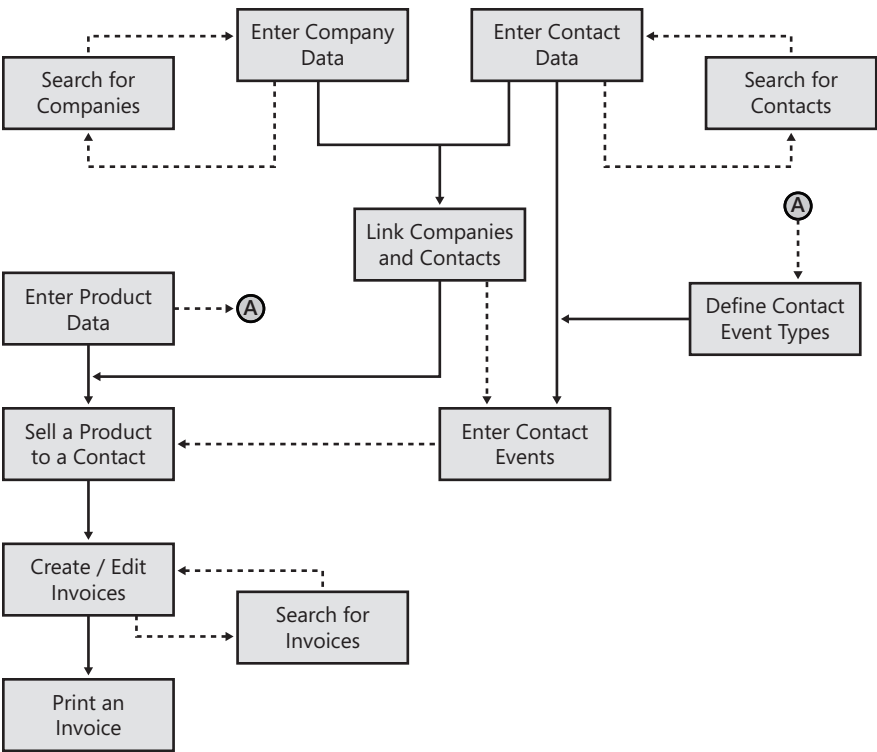 Enter Company
Data
Enter Contact
Data
Search for
Companies
Search for
Contacts
A
Link Companies
and Contacts
Enter Product
Data
A
Define Contact
Event Types
Sell a Product
to a Contact
Enter Contact
Events
Create / Edit
Invoices
Search for
Invoices
Print an
Invoice